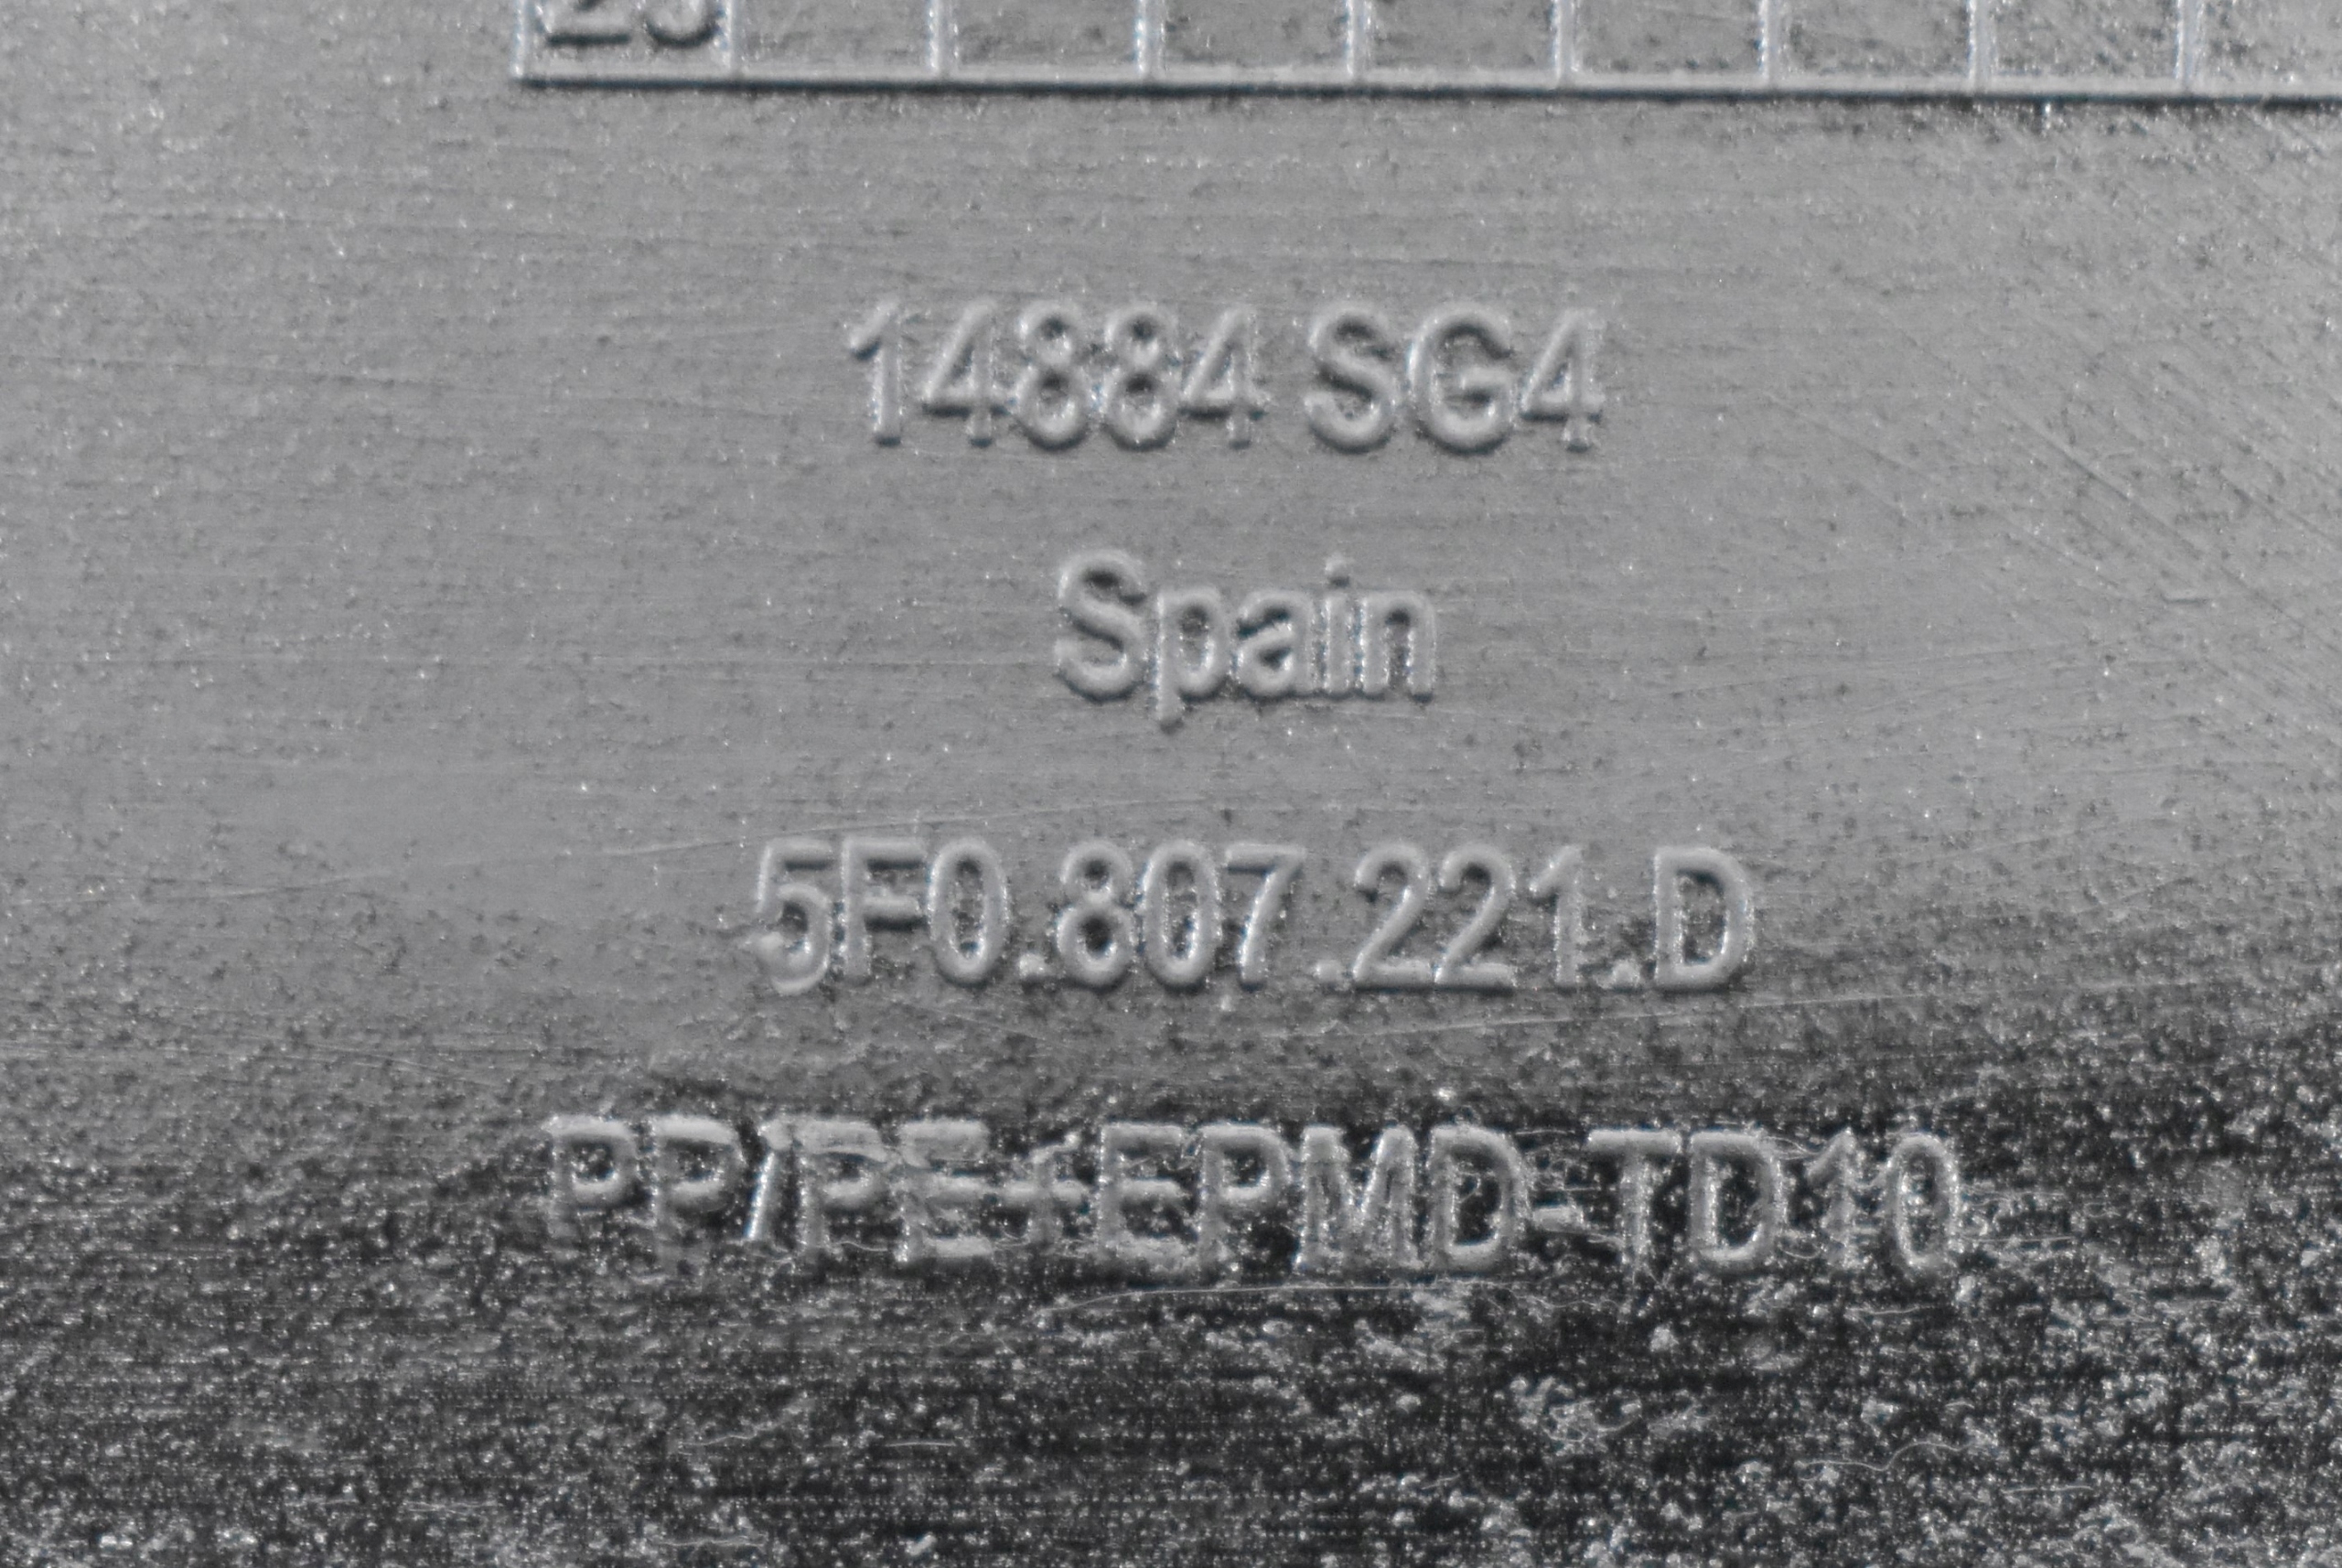 14884 SG4
Spain
5F0.807.221.D
PP/PE+EPMD-TD10